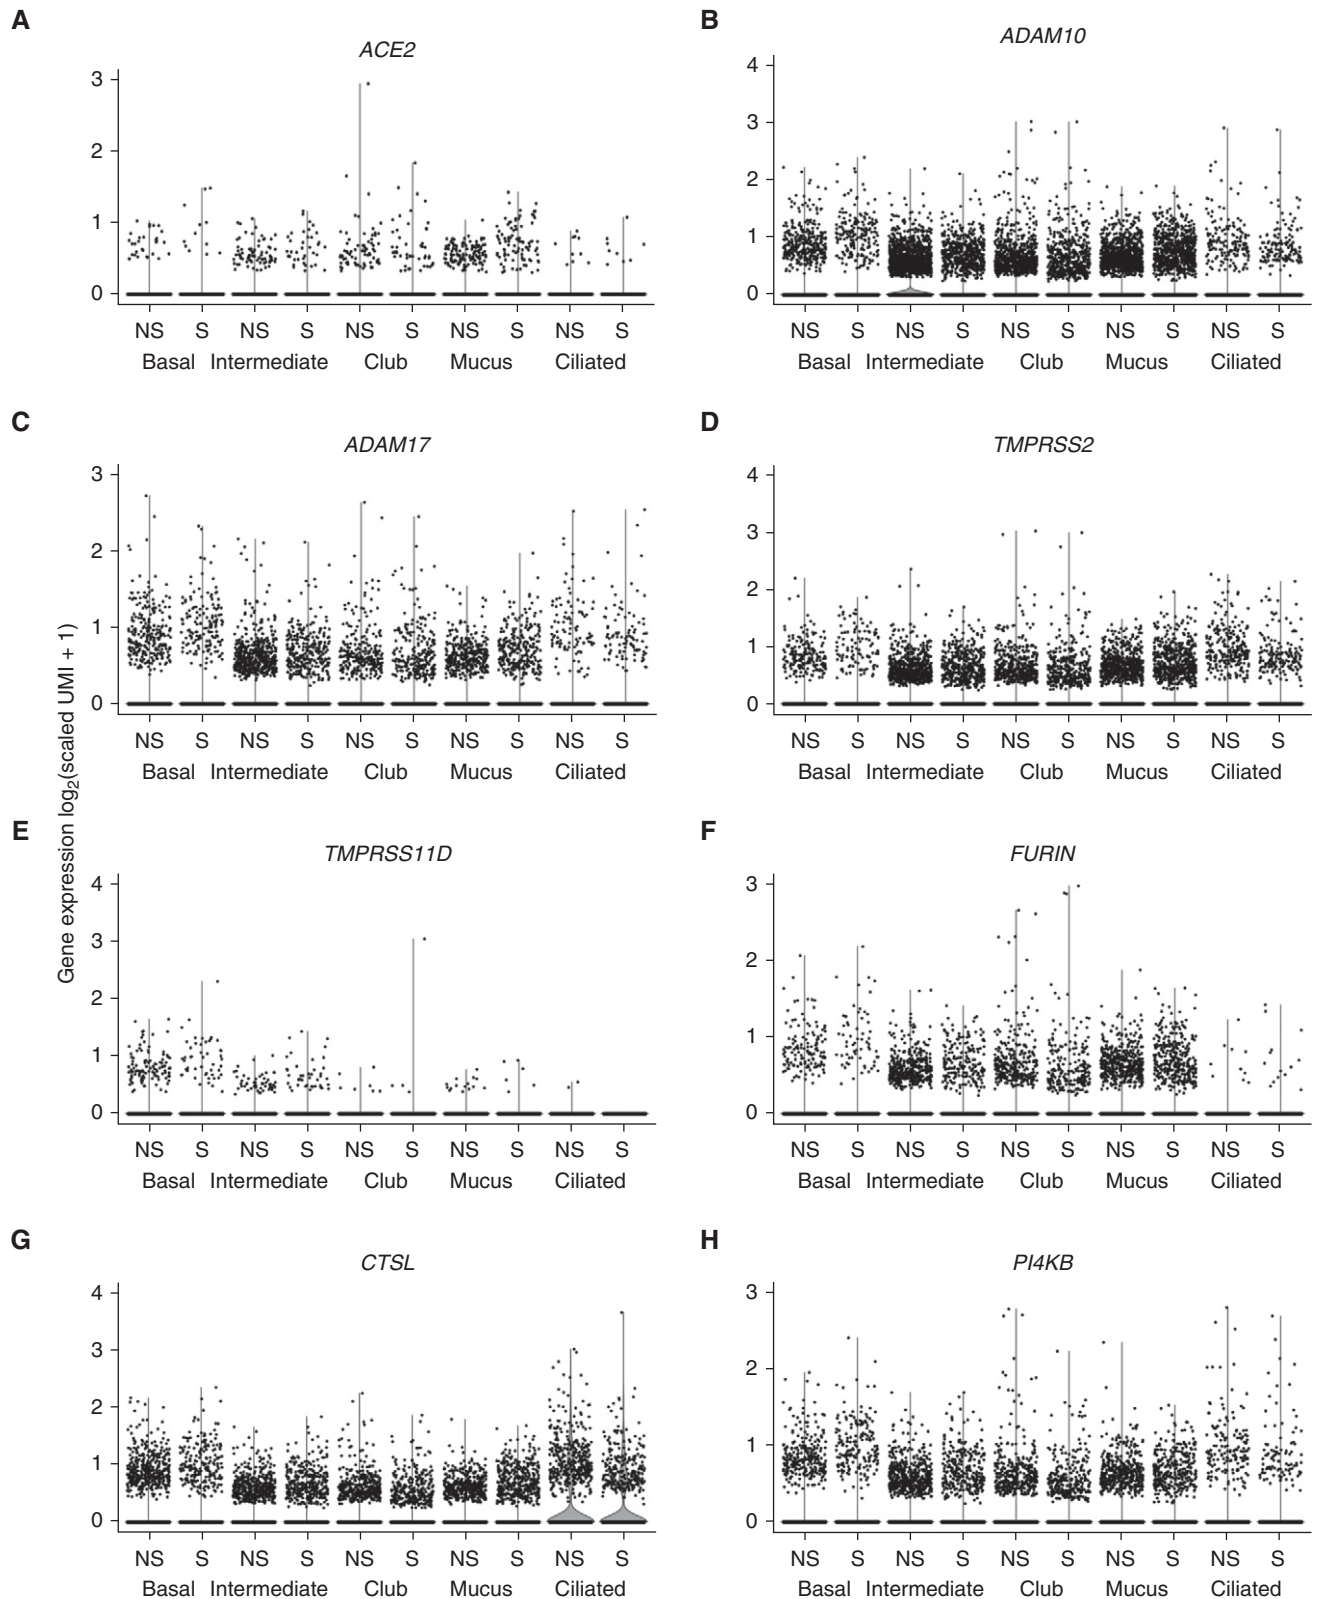 A
ACE2
3
2
1
0
NS S NS S NS S NS S NS S
Basal Intermediate Club Mucus Ciliated
B
ADAM10
4
3
2
1
0
NS S NS S NS S NS S NS S
Basal Intermediate Club Mucus Ciliated
C
ADAM17
3
2
1
0
NS S NS S NS S NS S NS S
Basal Intermediate Club Mucus Ciliated
D
TMPRSS2
4
3
2
1
0
NS S NS S NS S NS S NS S
Basal Intermediate Club Mucus Ciliated
Gene expression log2(scaled UMI + 1)
E
TMPRSS11D
4
3
2
1
0
NS S NS S NS S NS S NS S
Basal Intermediate Club Mucus Ciliated
F
FURIN
3
2
1
0
NS S NS S NS S NS S NS S
Basal Intermediate Club Mucus Ciliated
G
CTSL
4
3
2
1
0
NS S NS S NS S NS S NS S
Basal Intermediate Club Mucus Ciliated
H
PI4KB
3
2
1
0
NS S NS S NS S NS S NS S
Basal Intermediate Club Mucus Ciliated